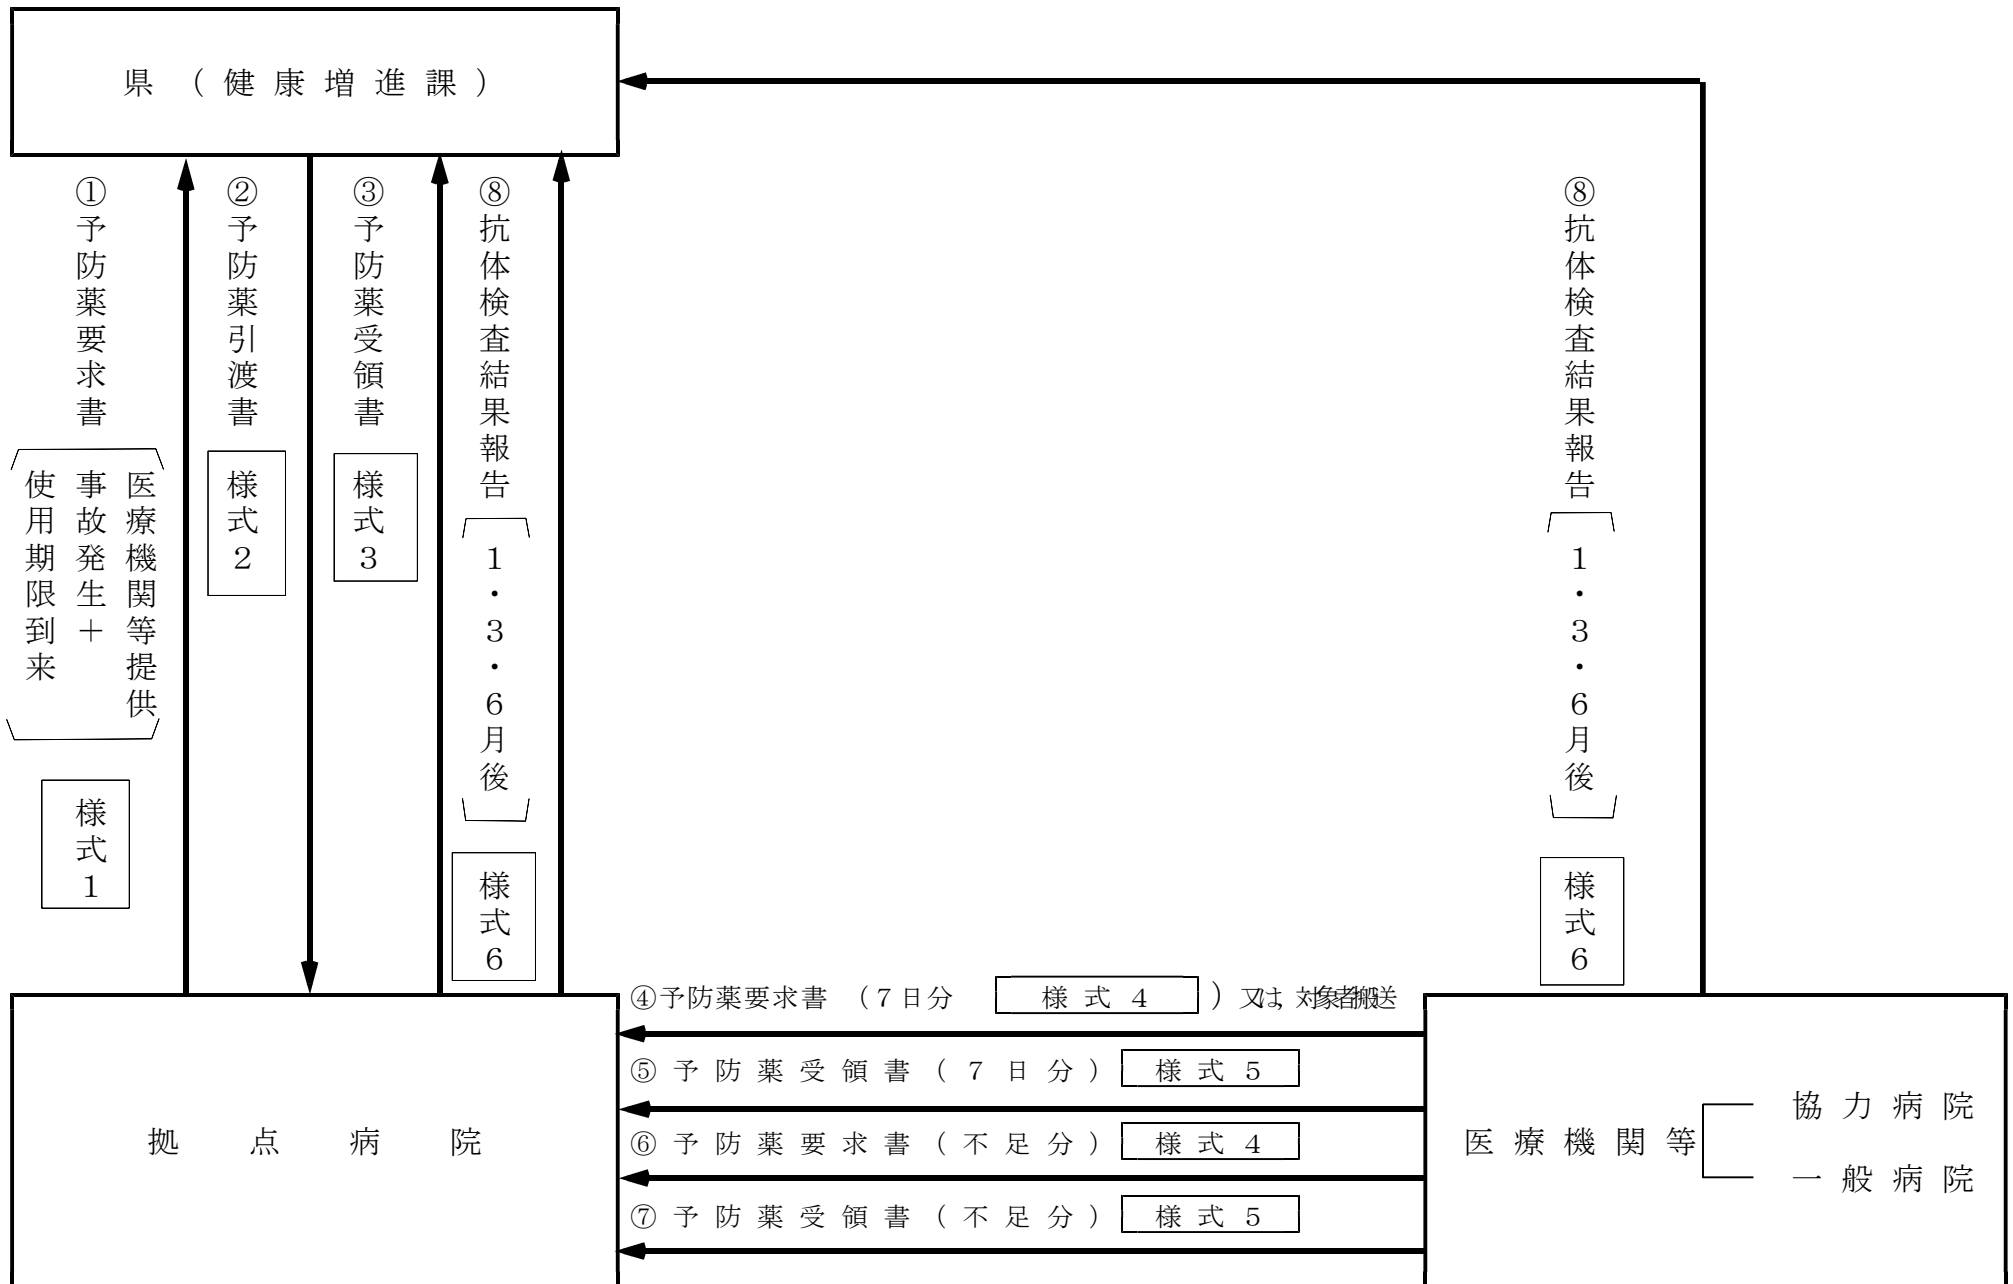 県（健康増進課）
①予防薬要求書
医療機関等提供
事故発生＋
使用期限到来
様式１
②予防薬引渡書
様式２
③予防薬受領書
様式３
⑧抗体検査結果報告
１・３・６月後
様式６
⑧抗体検査結果報告
１・３・６月後
様式６
④予防薬要求書（７日分 様式４ ）又は，対象者搬送
⑤予防薬受領書（７日分）様式５
⑥予防薬要求書（不足分）様式４
⑦予防薬受領書（不足分）様式５
拠点病院
医療機関等
協力病院
一般病院